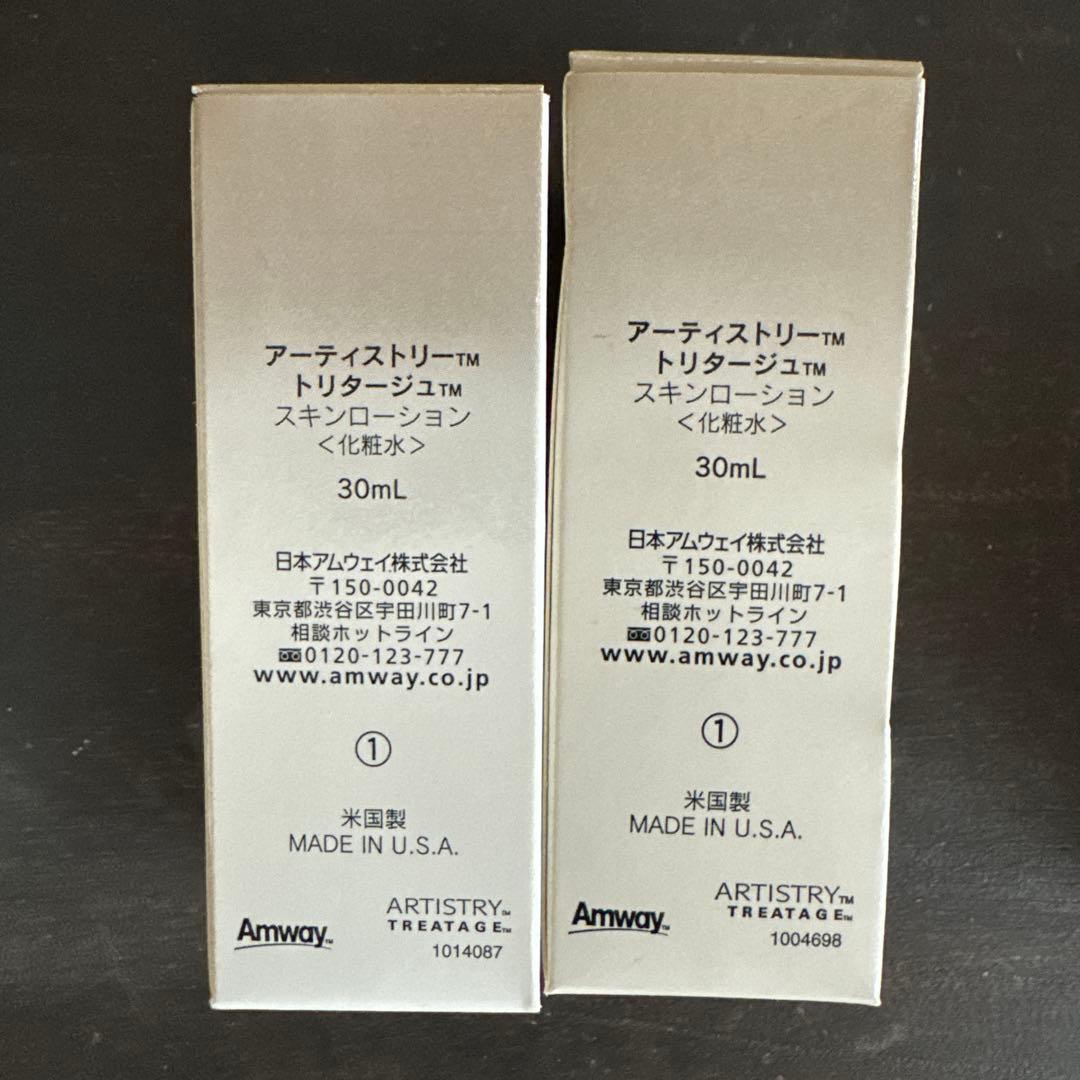 アーティストリー™
トリタージュ™
スキンローション
＜化粧水＞
30mL
日本アムウェイ株式会社
〒150-0042
東京都渋谷区宇田川町7-1
相談ホットライン
0120-123-777
www.amway.co.jp
①
米国製
MADE IN U.S.A.
Amway™
ARTISTRY™
TREATAGE™
1014087
アーティストリー™
トリタージュ™
スキンローション
＜化粧水＞
30mL
日本アムウェイ株式会社
〒150-0042
東京都渋谷区宇田川町7-1
相談ホットライン
0120-123-777
www.amway.co.jp
①
米国製
MADE IN U.S.A.
Amway™
ARTISTRY™
TREATAGE™
1004698